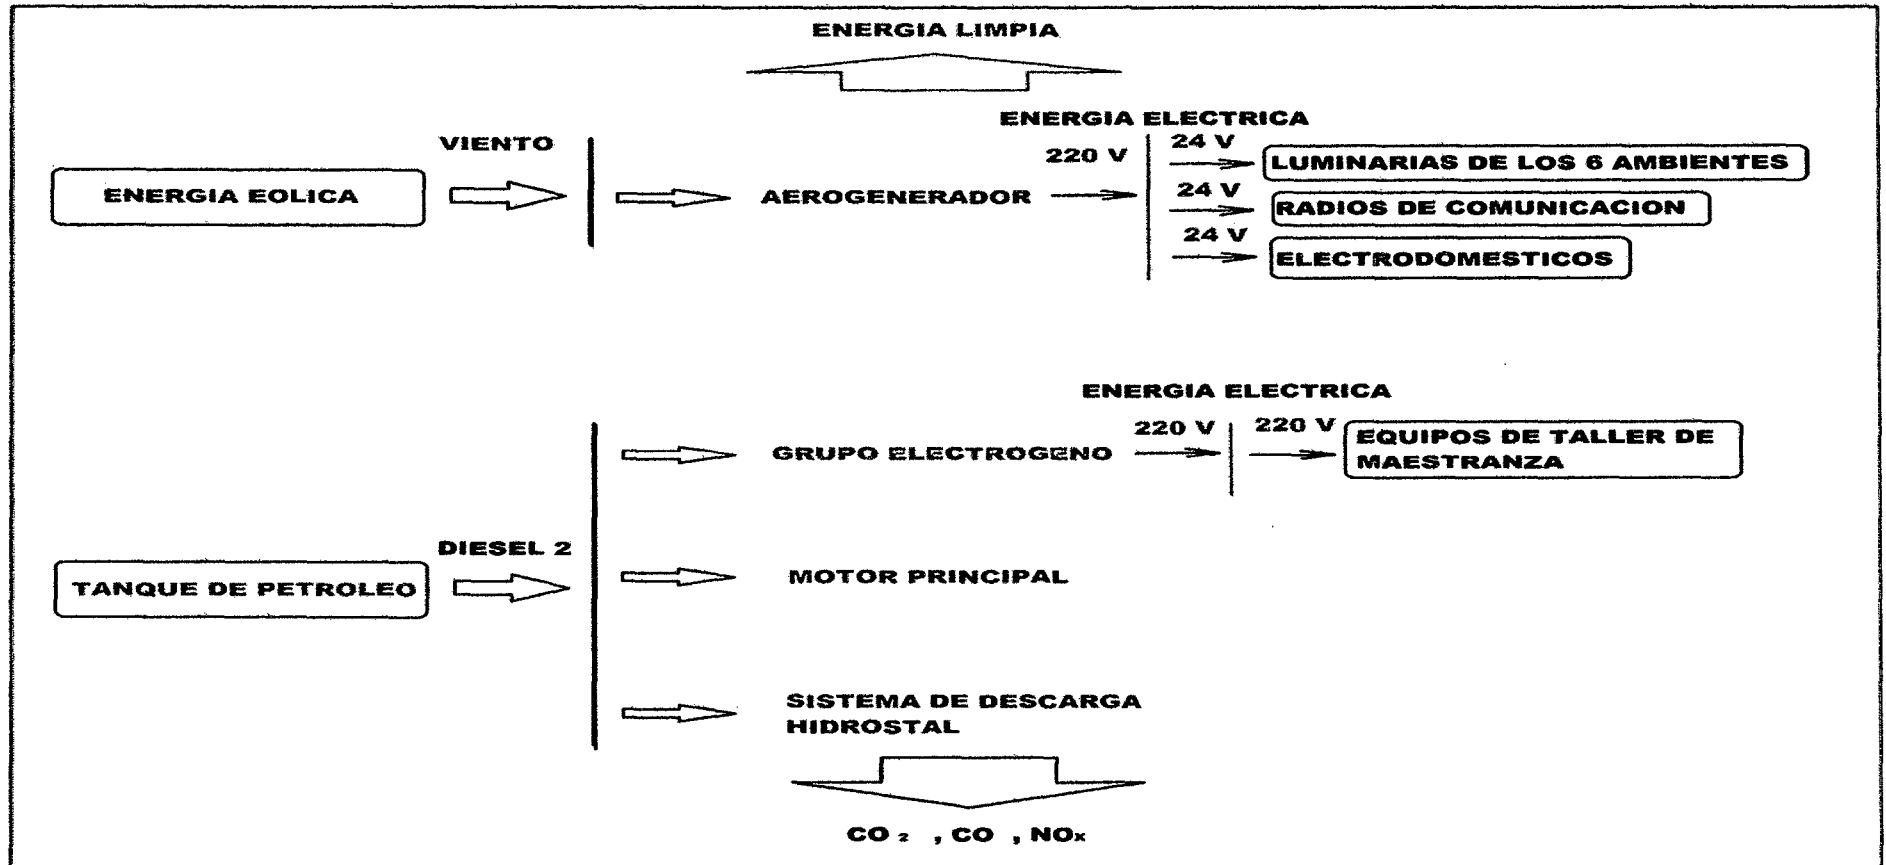 ENERGIA LIMPIA
ENERGIA ELECTRICA
VIENTO
220 V
24 V
LUMINARIAS DE LOS 6 AMBIENTES
ENERGIA EOLICA
AEROGENERADOR
24 V
RADIOS DE COMUNICACION
24 V
ELECTRODOMESTICOS
ENERGIA ELECTRICA
220 V
220 V
EQUIPOS DE TALLER DE
MAESTRANZA
GRUPO ELECTROGENO
DIESEL 2
TANQUE DE PETROLEO
MOTOR PRINCIPAL
SISTEMA DE DESCARGA
HIDROSTAL
CO₂ , CO , NOx